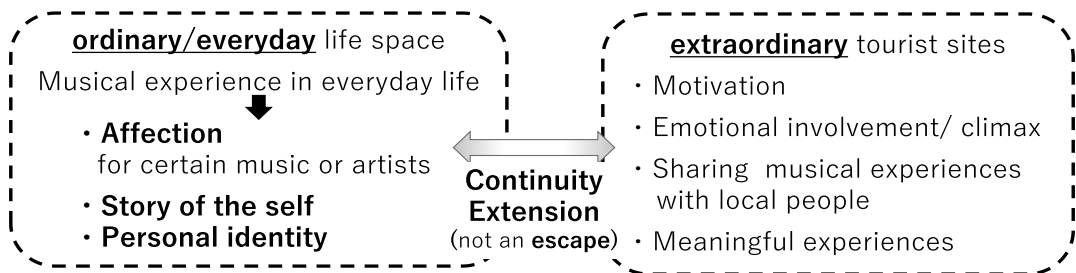 ordinary/everyday life space
Musical experience in everyday life
・Affection
for certain music or artists
・Story of the self
・Personal identity
Continuity
Extension
(not an escape)
extraordinary tourist sites
・Motivation
・Emotional involvement/ climax
・Sharing musical experiences
with local people
・Meaningful experiences